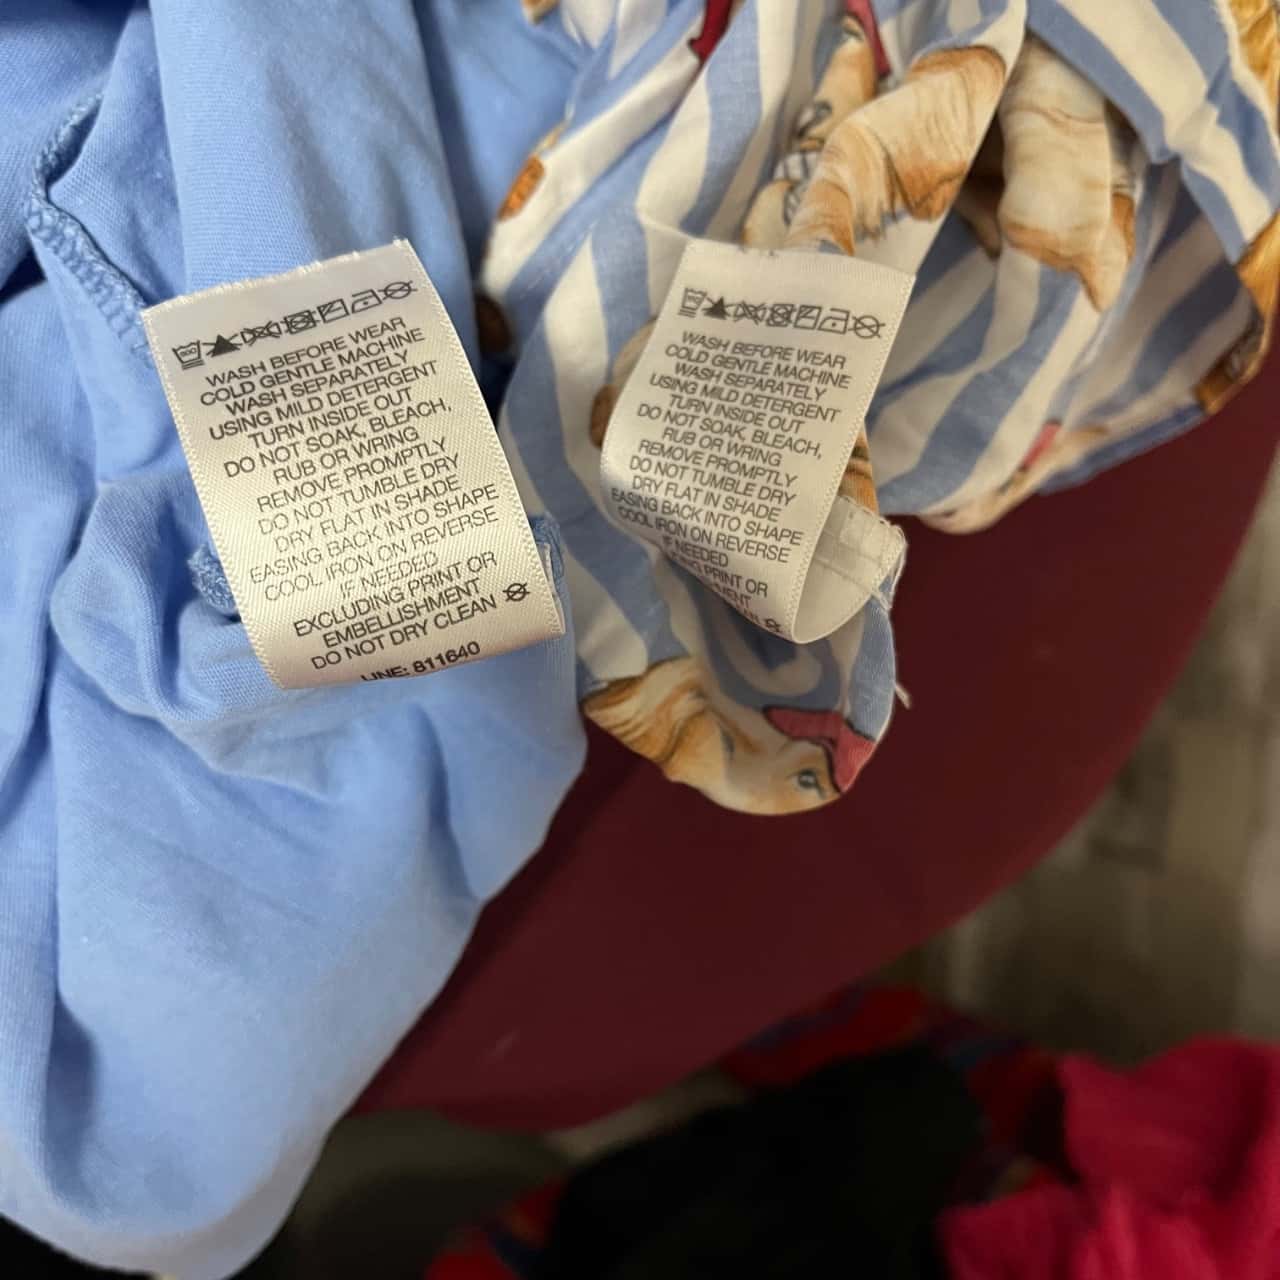 WASH BEFORE WEAR
COLD GENTLE MACHINE
WASH SEPARATELY
USING MILD DETERGENT
TURN INSIDE OUT
DO NOT SOAK, BLEACH,
RUB OR WRING
REMOVE PROMPTLY
DO NOT TUMBLE DRY
DRY FLAT IN SHADE
EASING BACK INTO SHAPE
COOL IRON ON REVERSE
IF NEEDED
EXCLUDING PRINT OR
EMBELLISHMENT
DO NOT DRY CLEAN
LINE: 811640
WASH BEFORE WEAR
COLD GENTLE MACHINE
WASH SEPARATELY
USING MILD DETERGENT
TURN INSIDE OUT
DO NOT SOAK, BLEACH,
RUB OR WRING
REMOVE PROMPTLY
DO NOT TUMBLE DRY
DRY FLAT IN SHADE
EASING BACK INTO SHAPE
COOL IRON ON REVERSE
IF NEEDED
PRINT OR